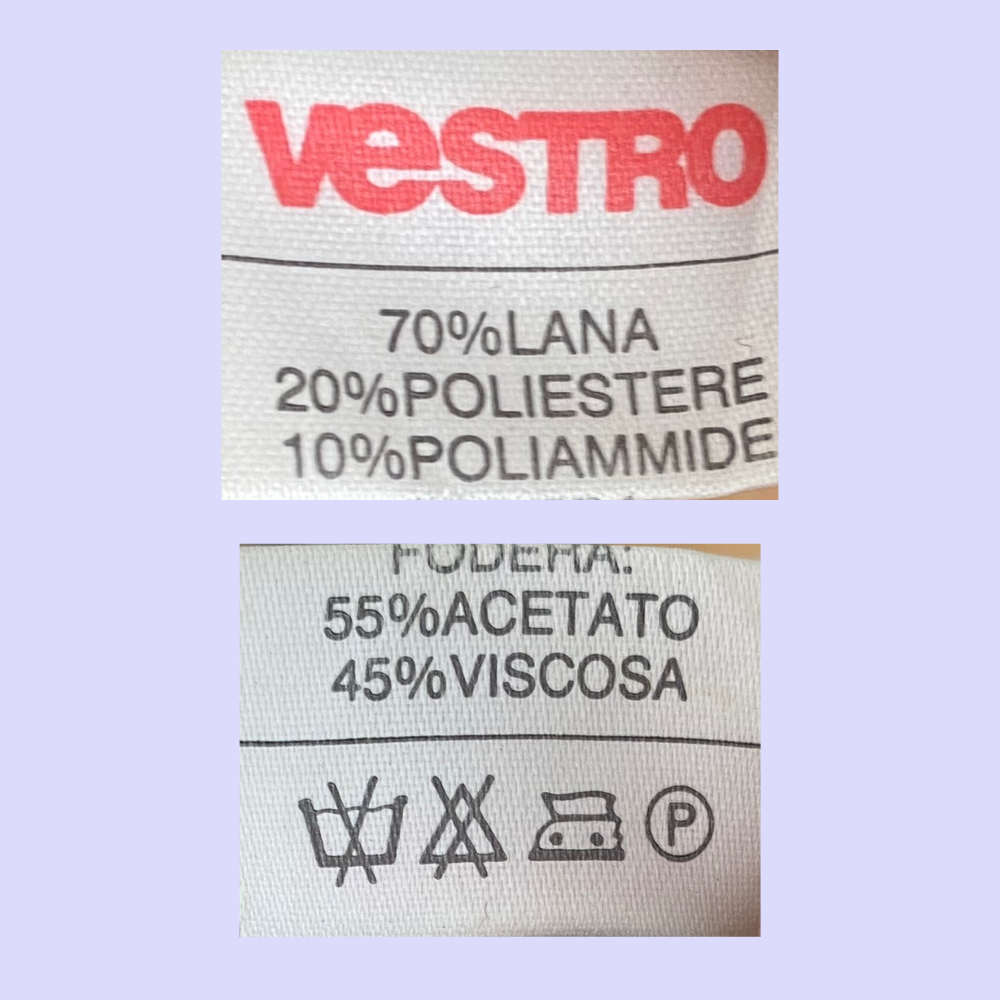 VeSTRO
70%LANA
20%POLIESTERE
10%POLIAMMIDE
FODERA:
55%ACETATO
45%VISCOSA
P